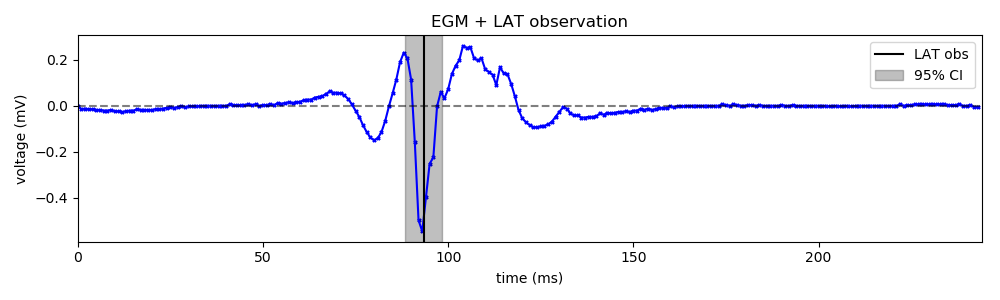 EGM + LAT observation
LAT obs
95% CI
voltage (mV)
0.2
0.0
−0.2
−0.4
0
50
100
150
200
time (ms)